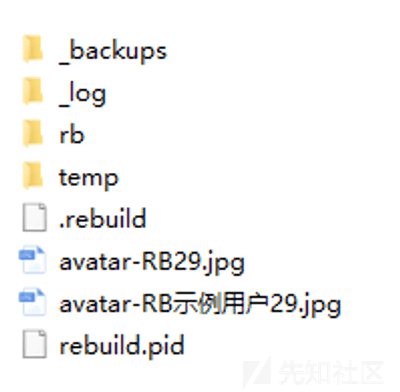 _backups
_log
rb
temp
.rebuild
avatar-RB29.jpg
avatar-RB示例用户29.jpg
rebuild.pid
先知社区